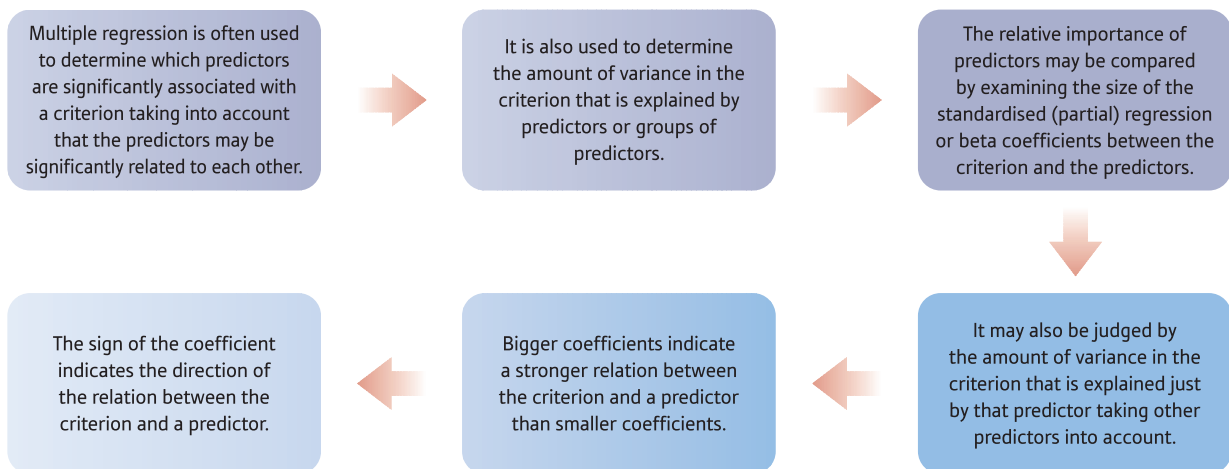 Multiple regression is often used
to determine which predictors
are significantly associated with
a criterion taking into account
that the predictors may be
significantly related to each other.
It is also used to determine
the amount of variance in the
criterion that is explained by
predictors or groups of
predictors.
The relative importance of
predictors may be compared
by examining the size of the
standardised (partial) regression
or beta coefficients between the
criterion and the predictors.
It may also be judged by
the amount of variance in the
criterion that is explained just
by that predictor taking other
predictors into account.
Bigger coefficients indicate
a stronger relation between
the criterion and a predictor
than smaller coefficients.
The sign of the coefficient
indicates the direction of
the relation between the
criterion and a predictor.